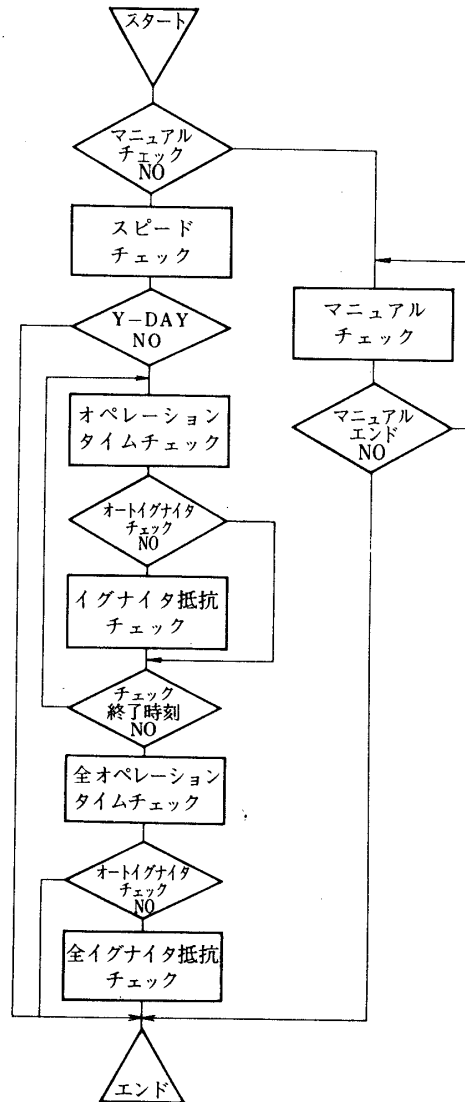 スタート
マニュアル
チェック
NO
スピード
チェック
Y-DAY
NO
オペレーション
タイムチェック
オートイグナイタ
チェック
NO
イグナイタ抵抗
チェック
チェック
終了時刻
NO
全オペレーション
タイムチェック
オートイグナイタ
チェック
NO
全イグナイタ抵抗
チェック
エンド
マニュアル
チェック
マニュアル
エンド
NO